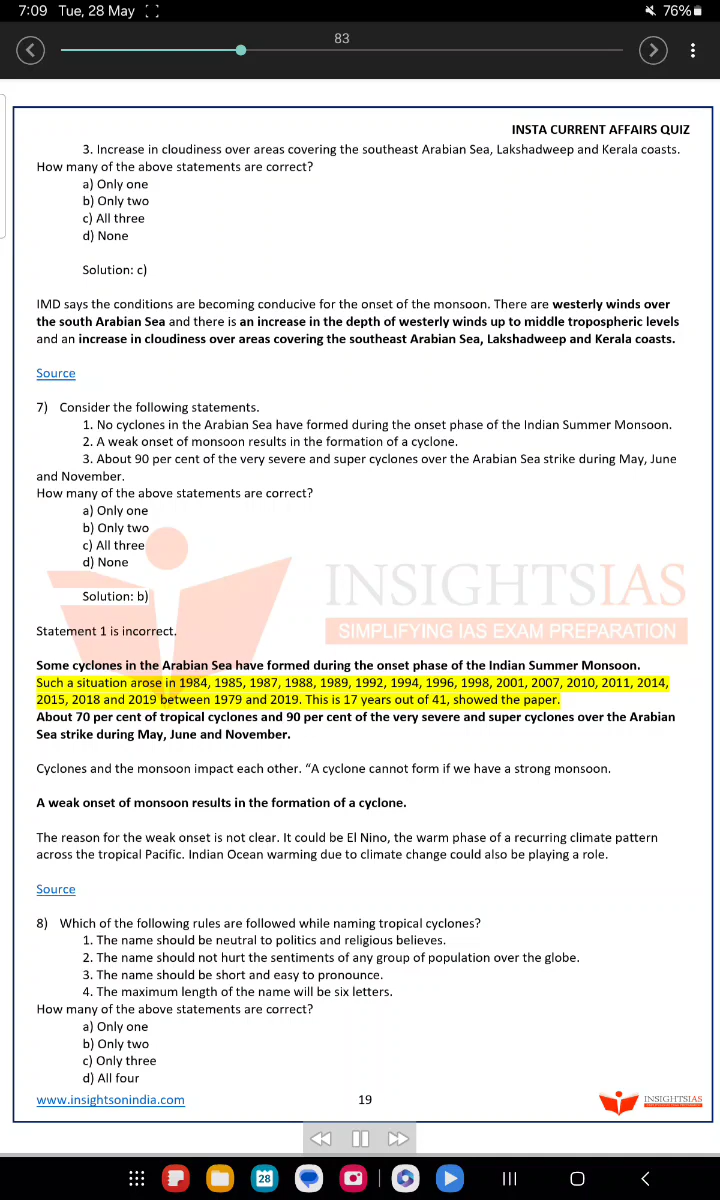 7:09 Tue, 28 May
76%
83
INSTA CURRENT AFFAIRS QUIZ
3. Increase in cloudiness over areas covering the southeast Arabian Sea, Lakshadweep and Kerala coasts.
How many of the above statements are correct?
a) Only one
b) Only two
c) All three
d) None
Solution: c)
IMD says the conditions are becoming conducive for the onset of the monsoon. There are westerly winds over
the south Arabian Sea and there is an increase in the depth of westerly winds up to middle tropospheric levels
and an increase in cloudiness over areas covering the southeast Arabian Sea, Lakshadweep and Kerala coasts.
Source
7) Consider the following statements.
1. No cyclones in the Arabian Sea have formed during the onset phase of the Indian Summer Monsoon.
2. A weak onset of monsoon results in the formation of a cyclone.
3. About 90 per cent of the very severe and super cyclones over the Arabian Sea strike during May, June
and November.
How many of the above statements are correct?
a) Only one
b) Only two
c) All three
d) None
INSIGHTSIAS
Solution: b)
SIMPLIFYING IAS EXAM PREPARATION
Statement 1 is incorrect.
Some cyclones in the Arabian Sea have formed during the onset phase of the Indian Summer Monsoon.
Such a situation arose in 1984, 1985, 1987, 1988, 1989, 1992, 1994, 1996, 1998, 2001, 2007, 2010, 2011, 2014,
2015, 2018 and 2019 between 1979 and 2019. This is 17 years out of 41, showed the paper.
About 70 per cent of tropical cyclones and 90 per cent of the very severe and super cyclones over the Arabian
Sea strike during May, June and November.
Cyclones and the monsoon impact each other. “A cyclone cannot form if we have a strong monsoon.
A weak onset of monsoon results in the formation of a cyclone.
The reason for the weak onset is not clear. It could be El Nino, the warm phase of a recurring climate pattern
across the tropical Pacific. Indian Ocean warming due to climate change could also be playing a role.
Source
8) Which of the following rules are followed while naming tropical cyclones?
1. The name should be neutral to politics and religious believes.
2. The name should not hurt the sentiments of any group of population over the globe.
3. The name should be short and easy to pronounce.
4. The maximum length of the name will be six letters.
How many of the above statements are correct?
a) Only one
b) Only two
c) Only three
d) All four
www.insightsonindia.com
19
INSIGHTSIAS
28